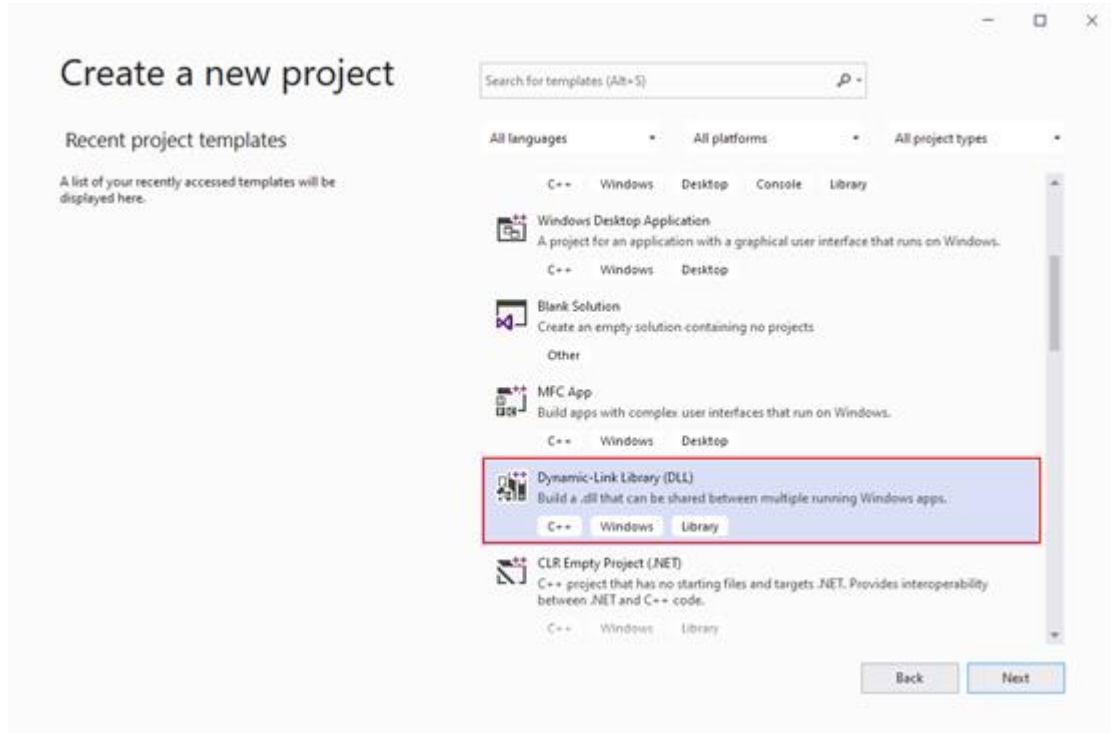 Create a new project
Search for templates (Alt+S)
Recent project templates
All languages
All platforms
All project types
A list of your recently accessed templates will be
displayed here.
C++ Windows Desktop Console Library
Windows Desktop Application
A project for an application with a graphical user interface that runs on Windows.
C++ Windows Desktop
Blank Solution
Create an empty solution containing no projects
Other
MFC App
Build apps with complex user interfaces that run on Windows.
C++ Windows Desktop
Dynamic-Link Library (DLL)
Build a .dll that can be shared between multiple running Windows apps.
C++ Windows Library
CLR Empty Project (.NET)
C++ project that has no starting files and targets .NET. Provides interoperability
between .NET and C++ code.
C++ Windows Library
Back
Next